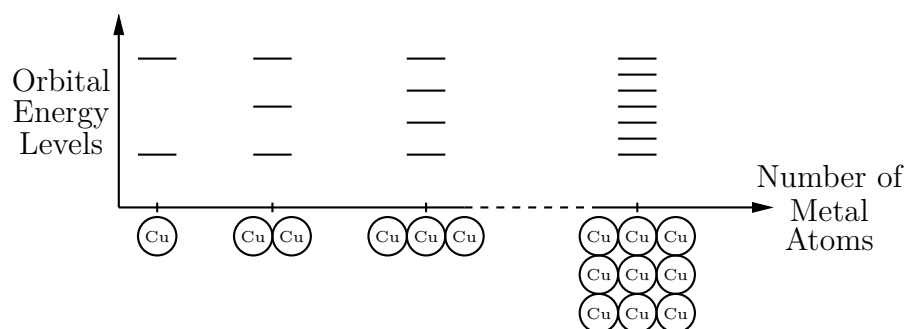 Orbital
Energy
Levels
Number of
Metal
Atoms
Cu
Cu Cu
Cu Cu Cu
Cu Cu Cu
Cu Cu Cu
Cu Cu Cu